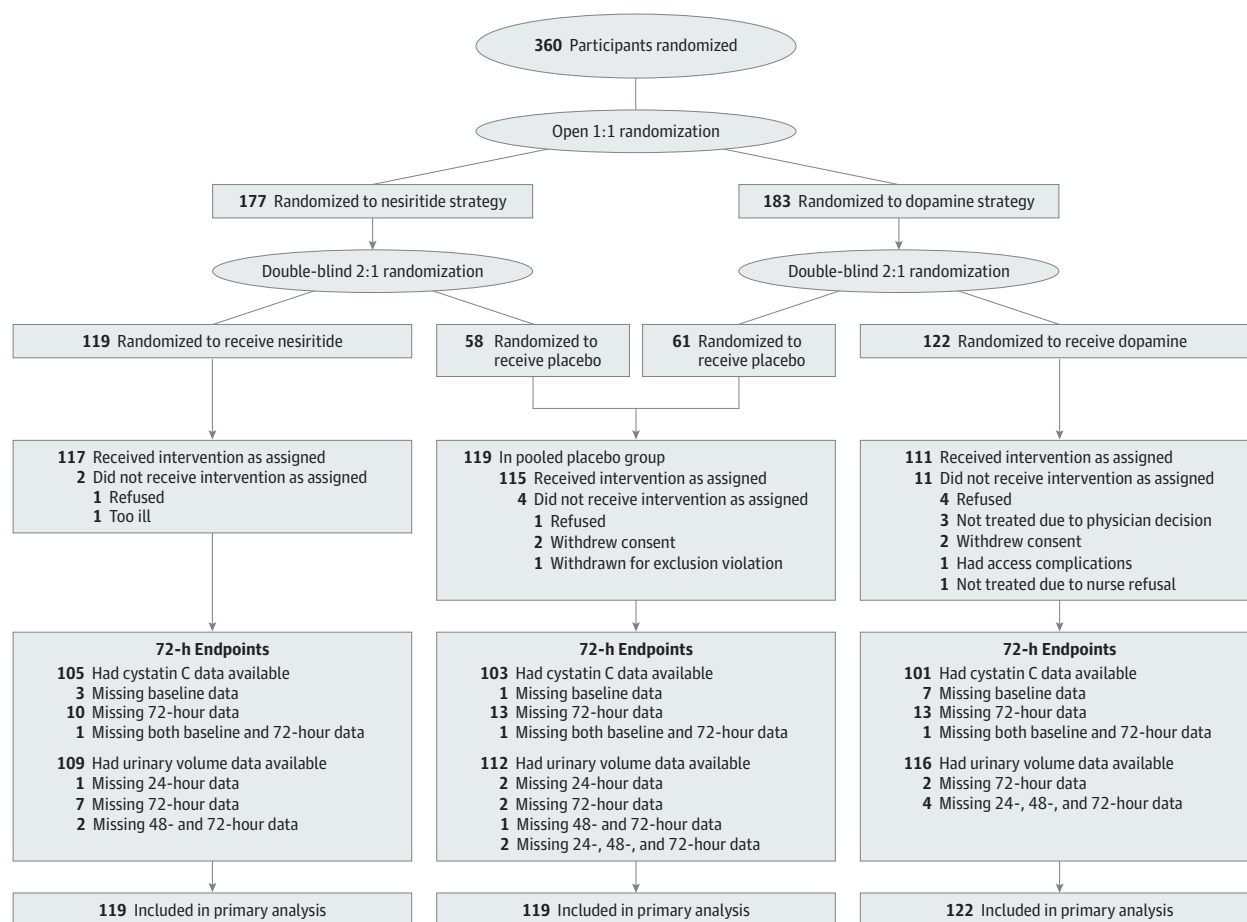 360 Participants randomized
Open 1:1 randomization
177 Randomized to nesiritide strategy
183 Randomized to dopamine strategy
Double-blind 2:1 randomization
Double-blind 2:1 randomization
119 Randomized to receive nesiritide
58 Randomized to
receive placebo
61 Randomized to
receive placebo
122 Randomized to receive dopamine
117 Received intervention as assigned
2 Did not receive intervention as assigned
1 Refused
1 Too ill
119 In pooled placebo group
115 Received intervention as assigned
4 Did not receive intervention as assigned
1 Refused
2 Withdrew consent
1 Withdrawn for exclusion violation
111 Received intervention as assigned
11 Did not receive intervention as assigned
4 Refused
3 Not treated due to physician decision
2 Withdrew consent
1 Had access complications
1 Not treated due to nurse refusal
72-h Endpoints
105 Had cystatin C data available
3 Missing baseline data
10 Missing 72-hour data
1 Missing both baseline and 72-hour data
109 Had urinary volume data available
1 Missing 24-hour data
7 Missing 72-hour data
2 Missing 48- and 72-hour data
72-h Endpoints
103 Had cystatin C data available
1 Missing baseline data
13 Missing 72-hour data
1 Missing both baseline and 72-hour data
112 Had urinary volume data available
2 Missing 24-hour data
2 Missing 72-hour data
1 Missing 48- and 72-hour data
2 Missing 24-, 48-, and 72-hour data
72-h Endpoints
101 Had cystatin C data available
7 Missing baseline data
13 Missing 72-hour data
1 Missing both baseline and 72-hour data
116 Had urinary volume data available
2 Missing 72-hour data
4 Missing 24-, 48-, and 72-hour data
119 Included in primary analysis
119 Included in primary analysis
122 Included in primary analysis